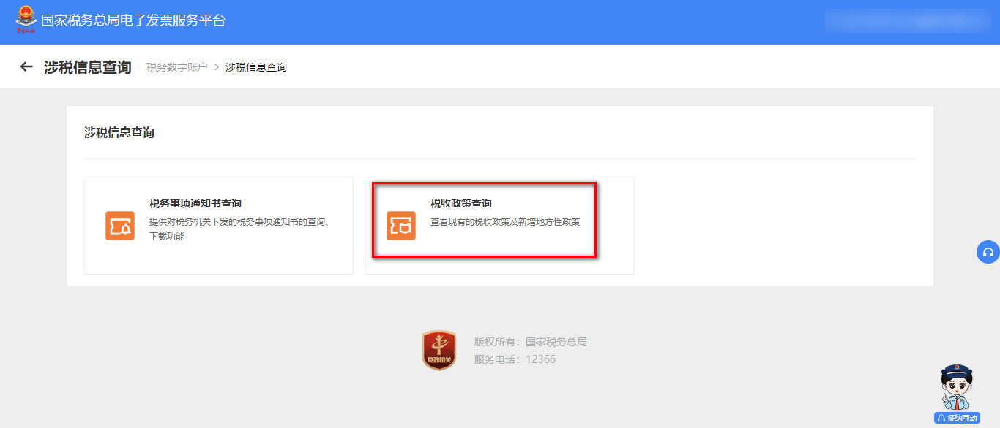 国家税务总局电子发票服务平台
涉税信息查询 税务数字账户 > 涉税信息查询
涉税信息查询
税务事项通知书查询
提供对税务机关下发的税务事项通知书的查询、
下载功能
税收政策查询
查看现有的税收政策及新增地方性政策
党政机关
版权所有：国家税务总局
服务电话：12366
征纳互动